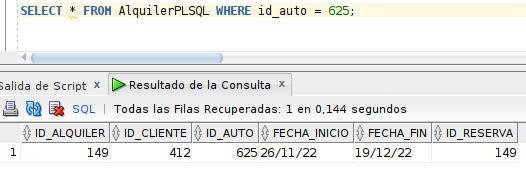 SELECT * FROM AlquilerPLSQL WHERE id_auto = 625;
Salida de Script x Resultado de la Consulta x
SQL | Todas las Filas Recuperadas: 1 en 0,144 segundos
ID_ALQUILER ID_CLIENTE ID_AUTO FECHA_INICIO FECHA_FIN ID_RESERVA
1 149 412 625 26/11/22 19/12/22 149